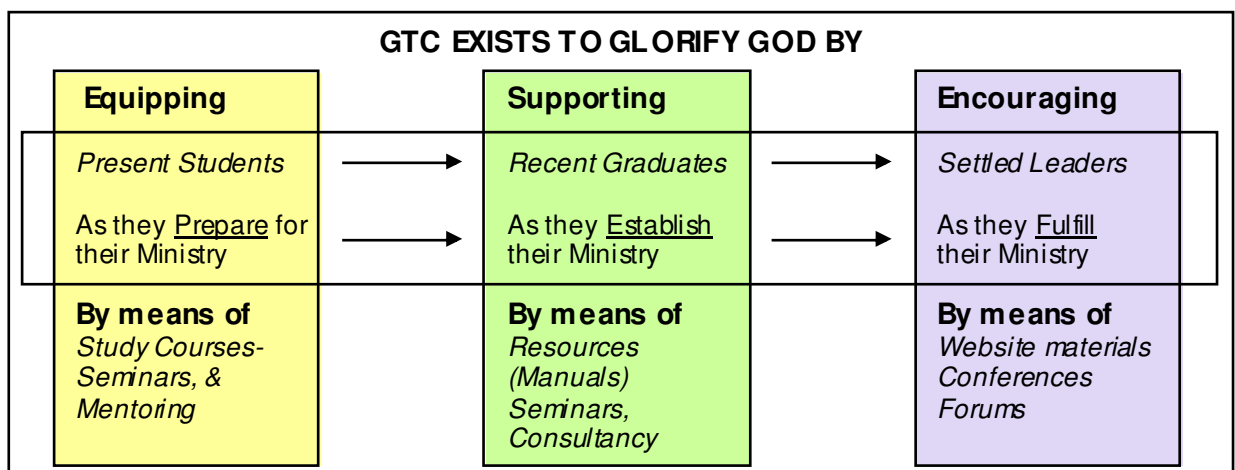 GTC EXISTS TO GLORIFY GOD BY
Equipping
Present Students
As they Prepare for
their Ministry
By means of
Study Courses-
Seminars, &
Mentoring
Supporting
Recent Graduates
As they Establish
their Ministry
By means of
Resources
(Manuals)
Seminars,
Consultancy
Encouraging
Settled Leaders
As they Fulfill
their Ministry
By means of
Website materials
Conferences
Forums